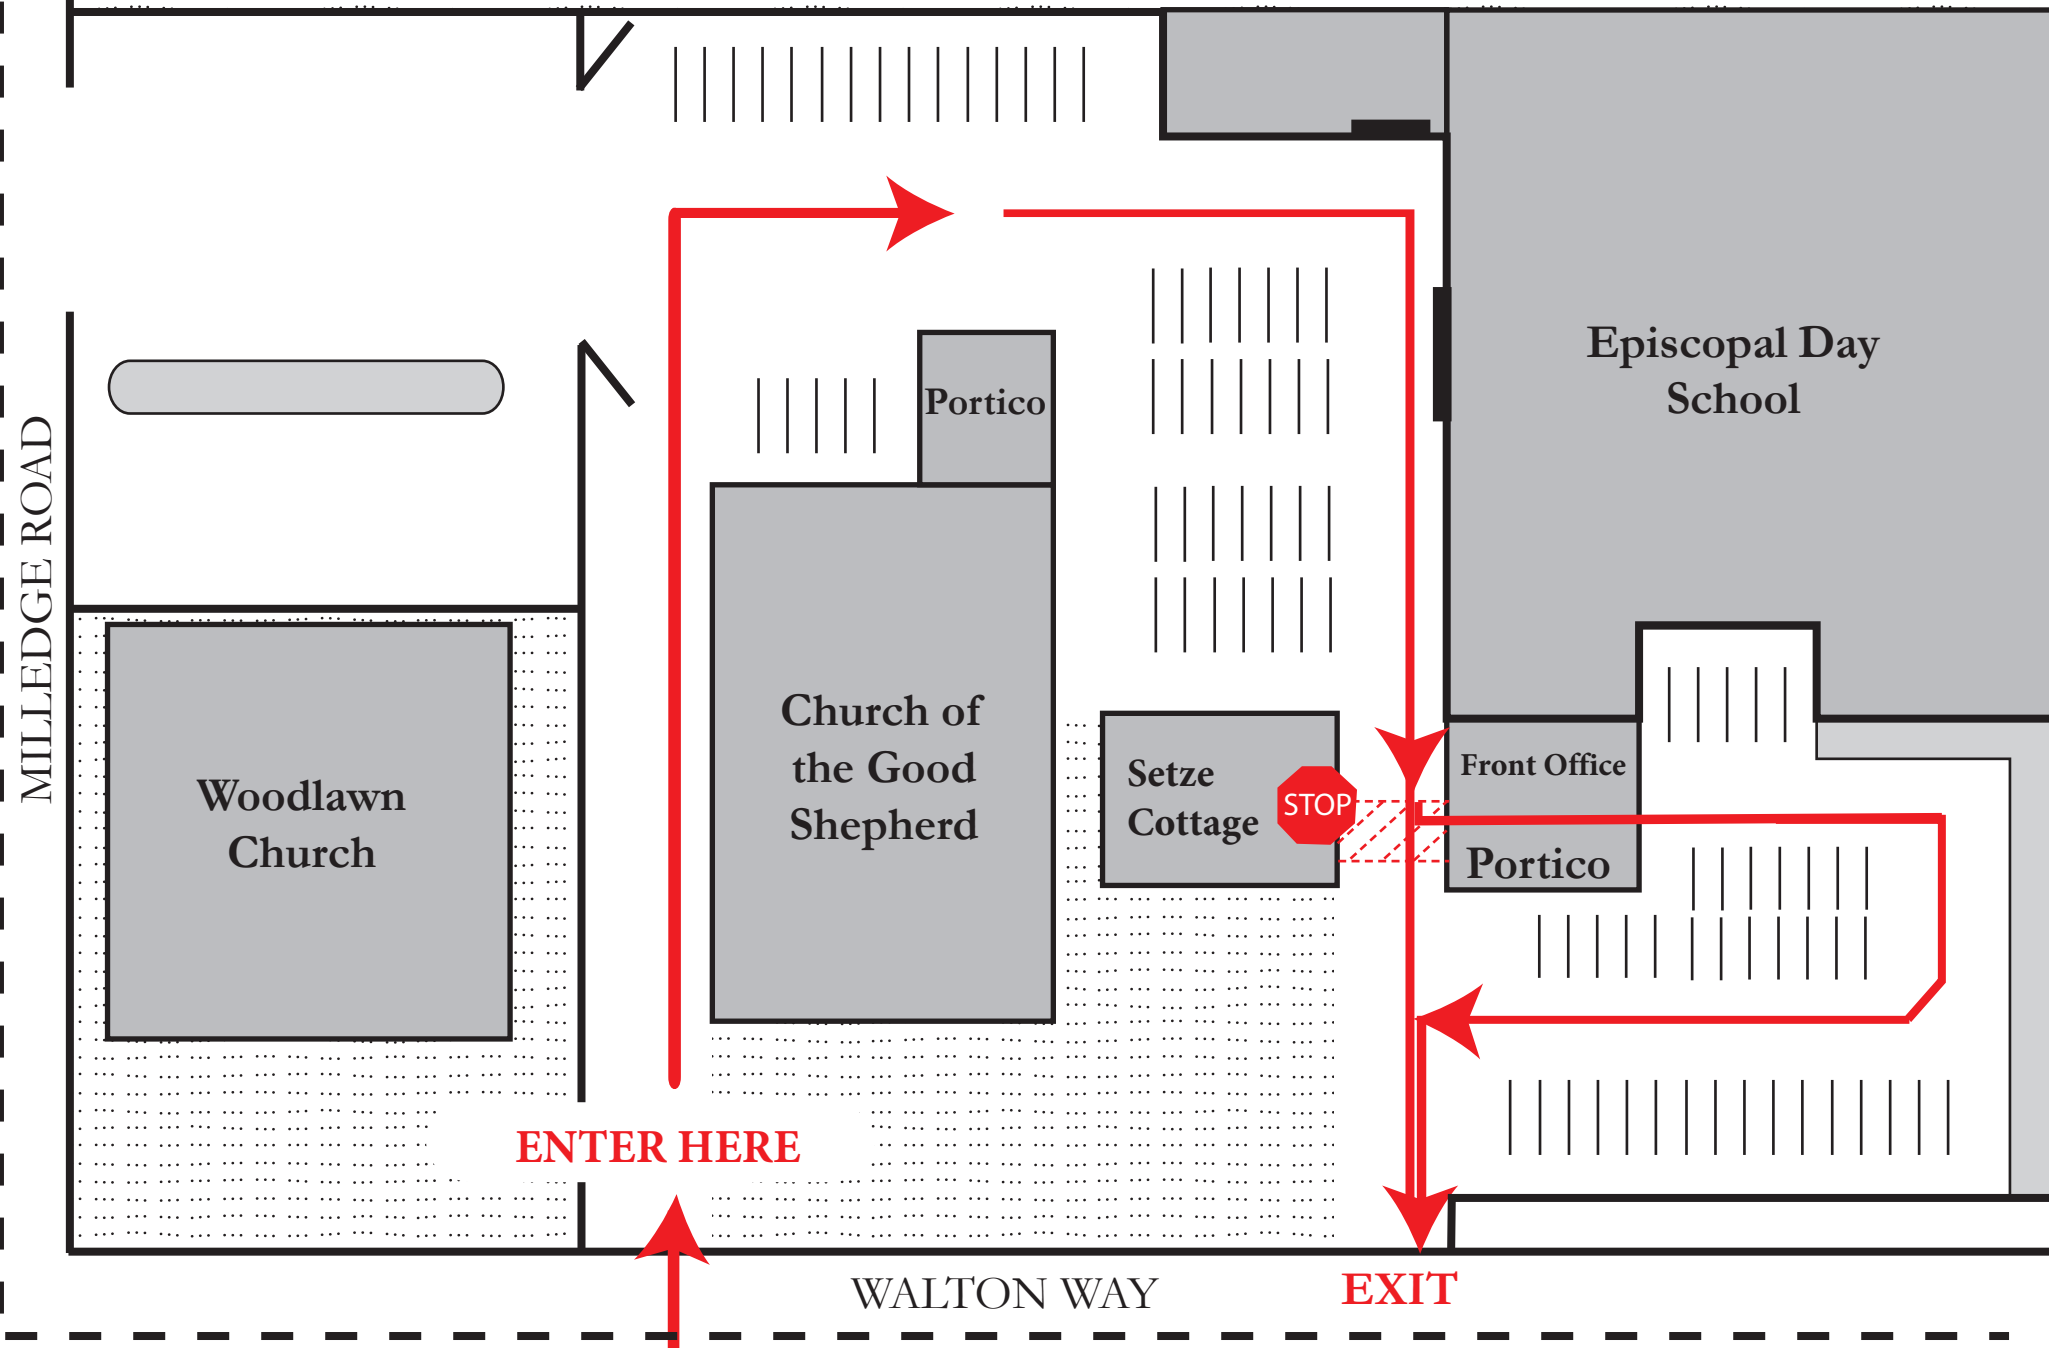 Episcopal Day
School
Portico
MILLEDGE ROAD
Church of
the Good
Shepherd
Woodlawn
Church
Setze
Cottage
STOP
Front Office
Portico
ENTER HERE
WALTON WAY
EXIT